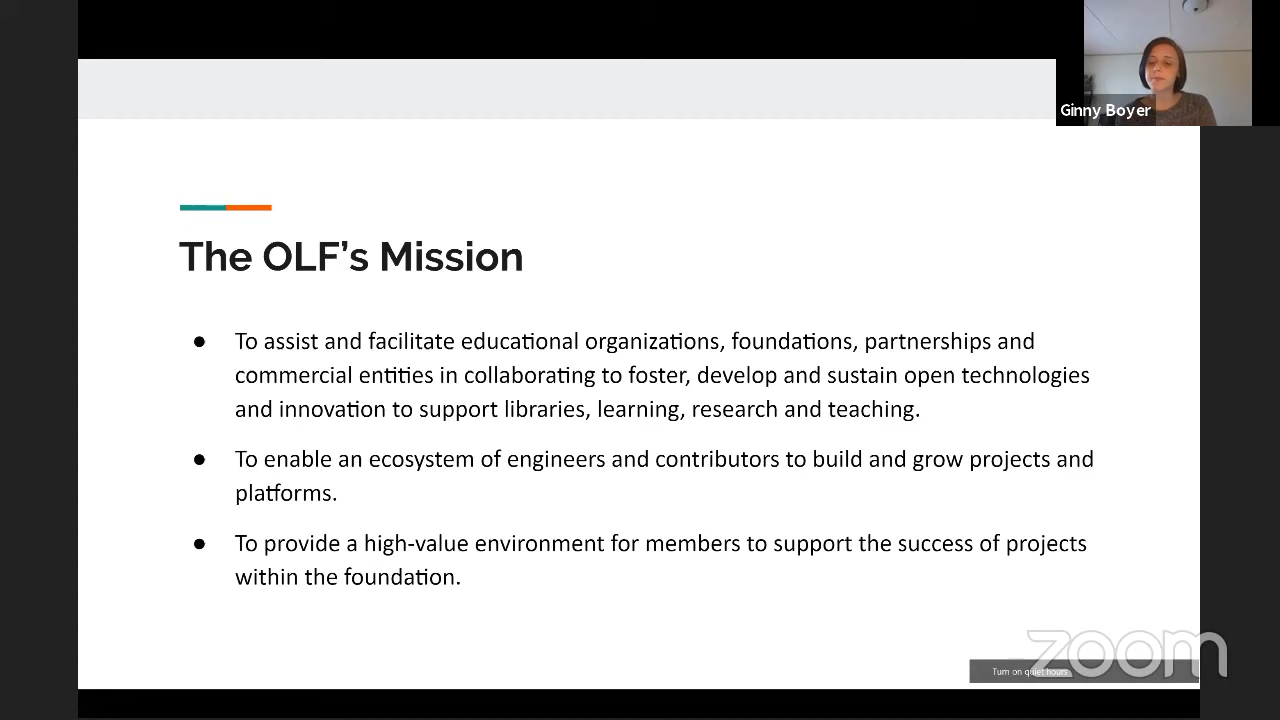 Ginny Boyer
The OLF’s Mission
● To assist and facilitate educational organizations, foundations, partnerships and
commercial entities in collaborating to foster, develop and sustain open technologies
and innovation to support libraries, learning, research and teaching.
● To enable an ecosystem of engineers and contributors to build and grow projects and
platforms.
● To provide a high-value environment for members to support the success of projects
within the foundation.
zoom
Turn on quiet hours